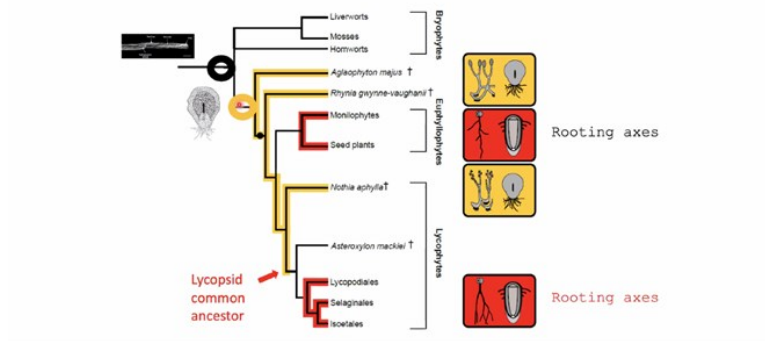 Liverworts
Mosses
Hornworts
Bryophytes
Aglaophyton majus †
Rhynia gwynne-vaughanii †
Monilophytes
Seed plants
Euphyllophytes
Rooting axes
Nothia aphylla†
Asteroxylon mackiei †
Lycophytes
Lycopsid
common
ancestor
Lycopodiales
Selaginales
Isoetales
Rooting axes